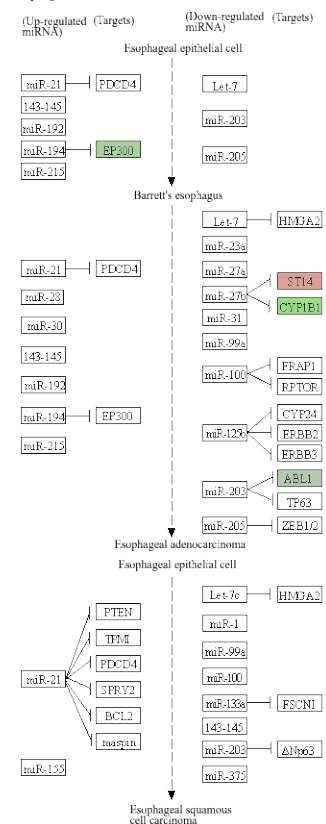 (Up-regulated (Targets) (Down-regulated (Targets)
miRNA) miRNA)
Esophageal epithelial cell
miR-21 PDCD4 Let-7
143-145
miR-192 miR-203
miR-194 EP300 miR-205
miR-215
Barrett's esophagus
Let-7 HMGA2
miR-23a
miR-21 PDCD4 miR-27a
miR-28 miR-27b ST14
CYP1B1
miR-30 miR-31
143-145 miR-99a
miR-192 miR-100 FRAP1
RPTOR
miR-194 EP300 CYP24
miR-125b ERBB2
miR-215 ERBB3
miR-203 ABL1
TP63
miR-205 ZEB1/2
Esophageal adenocarcinoma
Esophageal epithelial cell
Let-7c HMGA2
PTEN miR-1
TPMI miR-99a
miR-21 PDCD4 miR-100
SPRY2 miR-133a FSCN1
BCL2 143-145
maspin miR-203 ΔNp63
miR-155 miR-375
Esophageal squamous
cell carcinoma